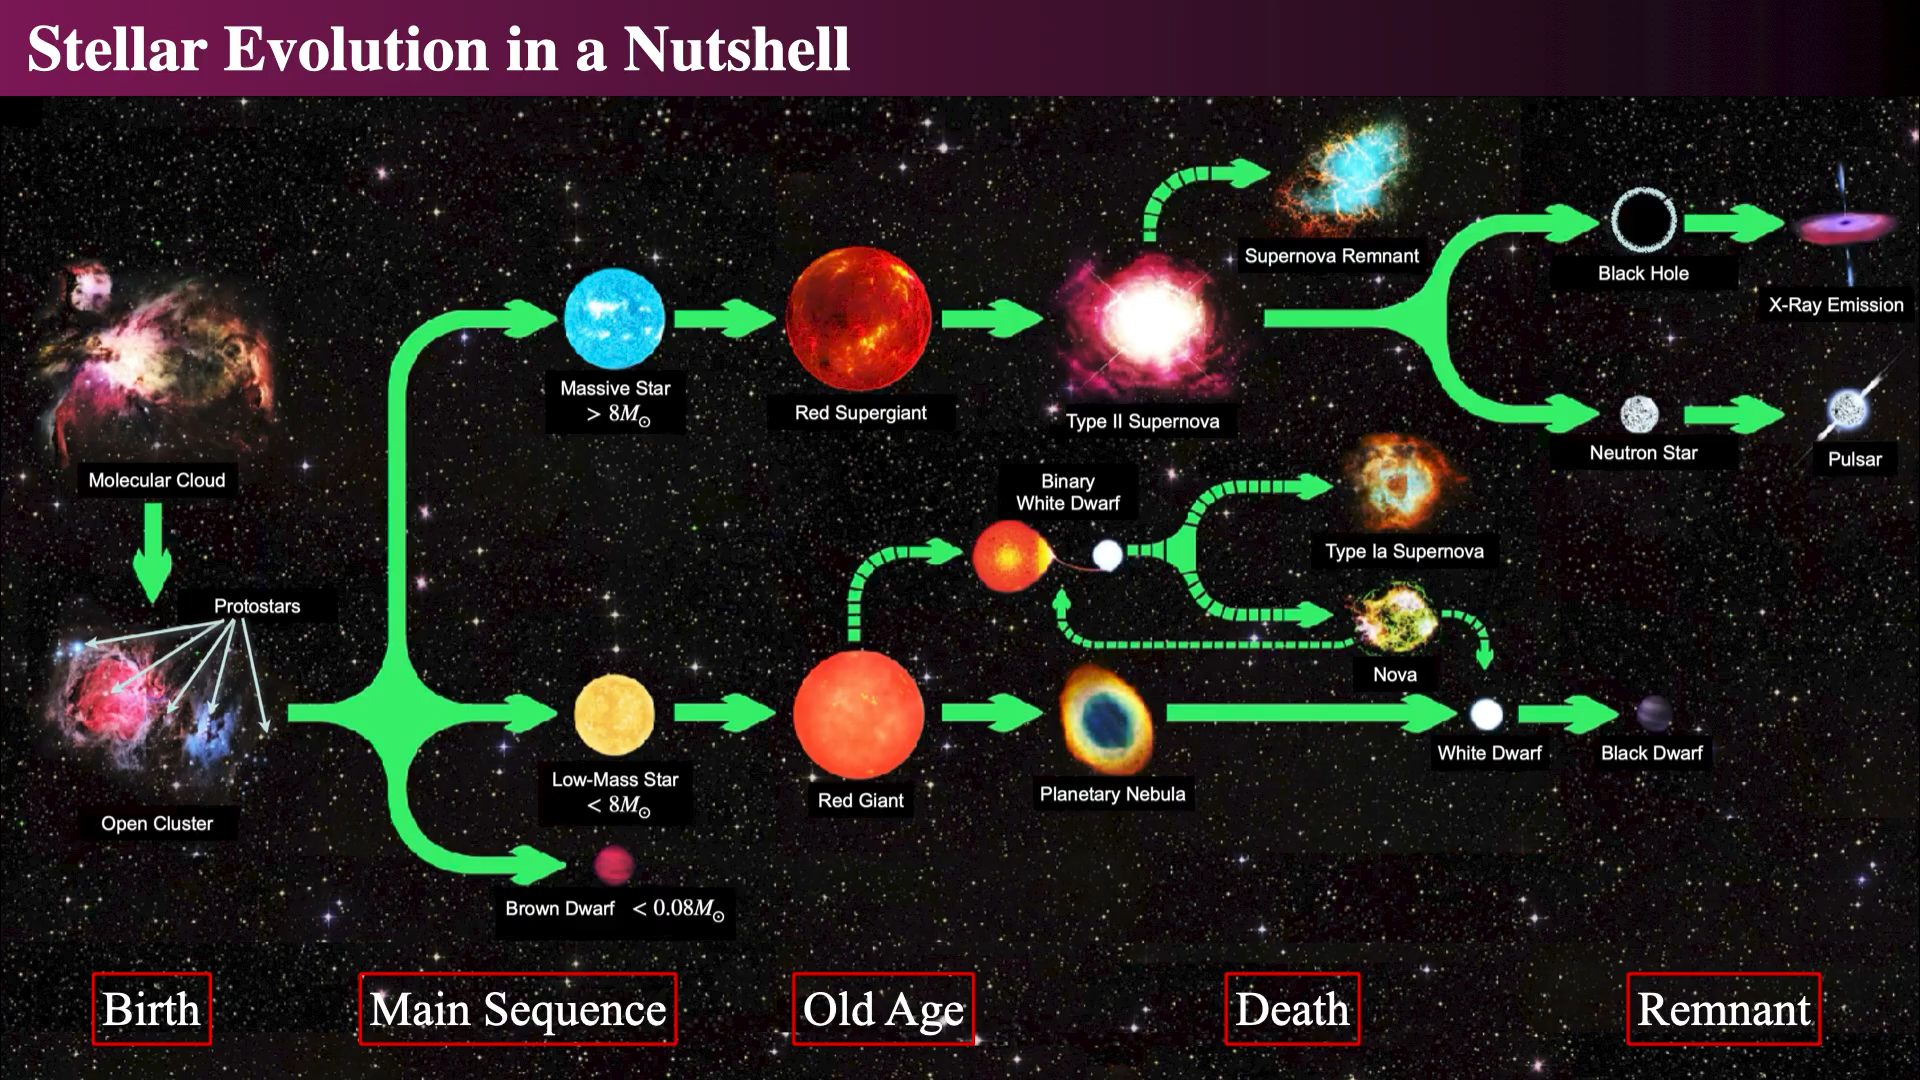 Stellar Evolution in a Nutshell
Supernova Remnant
Black Hole
X-Ray Emission
Massive Star
> 8M⊙
Red Supergiant
Type II Supernova
Neutron Star
Pulsar
Molecular Cloud
Binary
White Dwarf
Type Ia Supernova
Protostars
Nova
Low-Mass Star
< 8M⊙
Red Giant
Planetary Nebula
White Dwarf
Black Dwarf
Open Cluster
Brown Dwarf < 0.08M⊙
Birth
Main Sequence
Old Age
Death
Remnant